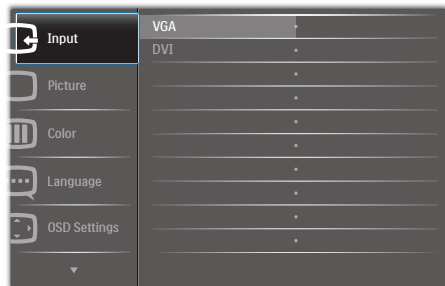 Input
VGA
DVI
Picture
Color
Language
OSD Settings